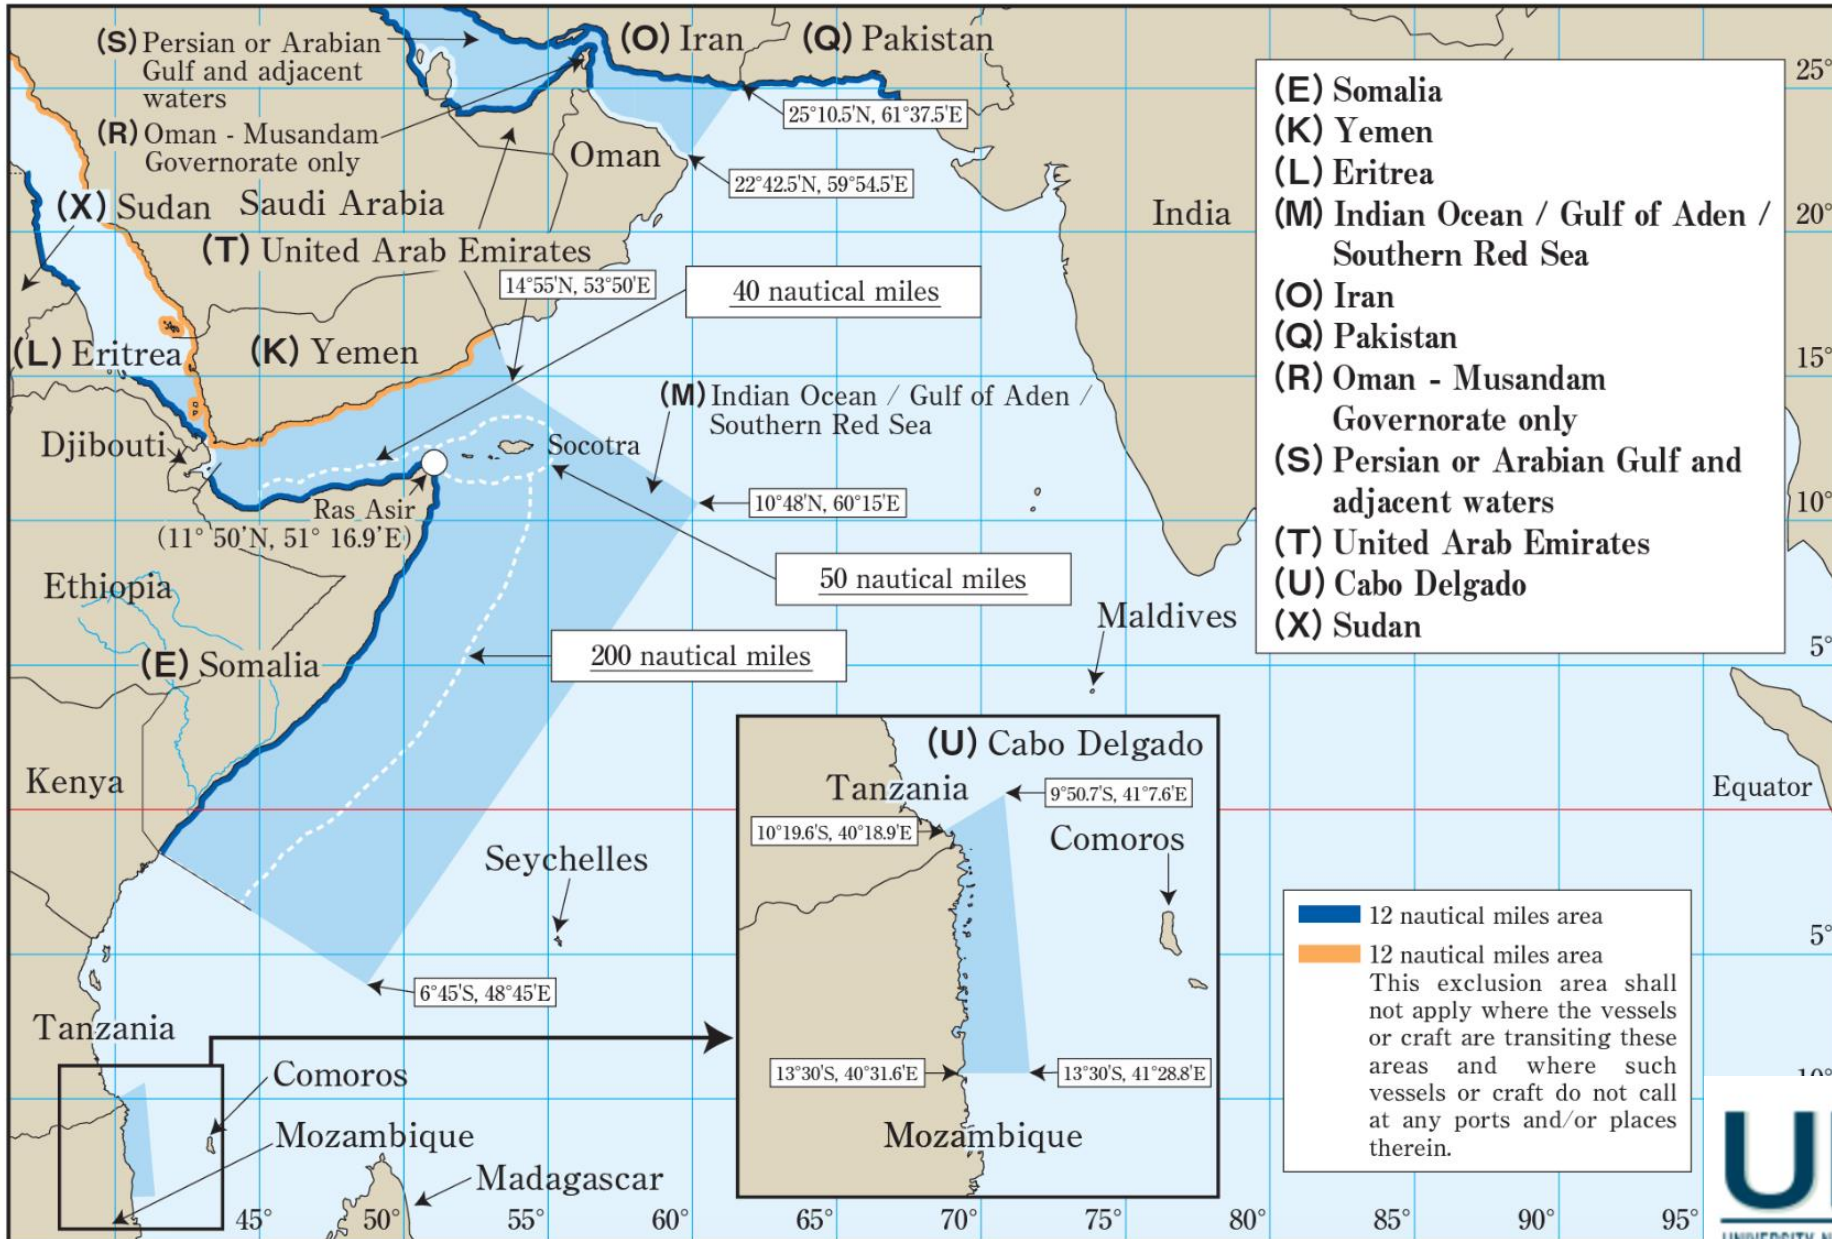 (S) Persian or Arabian
Gulf and adjacent
waters
(R) Oman - Musandam
Governorate only
(O) Iran
(Q) Pakistan
25°10.5'N, 61°37.5'E
Oman
22°42.5'N, 59°54.5'E
(X) Sudan
Saudi Arabia
(T) United Arab Emirates
14°55'N, 53°50'E
40 nautical miles
India
(L) Eritrea
(K) Yemen
(M) Indian Ocean / Gulf of Aden /
Southern Red Sea
Djibouti
Socotra
Ras Asir
(11° 50'N, 51° 16.9'E)
10°48'N, 60°15'E
50 nautical miles
Ethiopia
Maldives
(E) Somalia
200 nautical miles
Kenya
Equator
Seychelles
6°45'S, 48°45'E
Tanzania
Comoros
Mozambique
Madagascar
(U) Cabo Delgado
Tanzania
9°50.7'S, 41°7.6'E
10°19.6'S, 40°18.9'E
Comoros
13°30'S, 40°31.6'E
13°30'S, 41°28.8'E
Mozambique
(E) Somalia
(K) Yemen
(L) Eritrea
(M) Indian Ocean / Gulf of Aden /
Southern Red Sea
(O) Iran
(Q) Pakistan
(R) Oman - Musandam
Governorate only
(S) Persian or Arabian Gulf and
adjacent waters
(T) United Arab Emirates
(U) Cabo Delgado
(X) Sudan
12 nautical miles area
12 nautical miles area
This exclusion area shall
not apply where the vessels
or craft are transiting these
areas and where such
vessels or craft do not call
at any ports and/or places
therein.
25°
20°
15°
10°
5°
5°
10°
45° 50° 55° 60° 65° 70° 75° 80° 85° 90° 95°